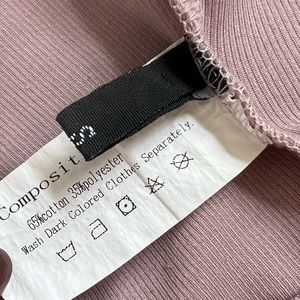 S
Composit
65%cotton 35%polyester
Wash Dark Colored Clothes Separately.